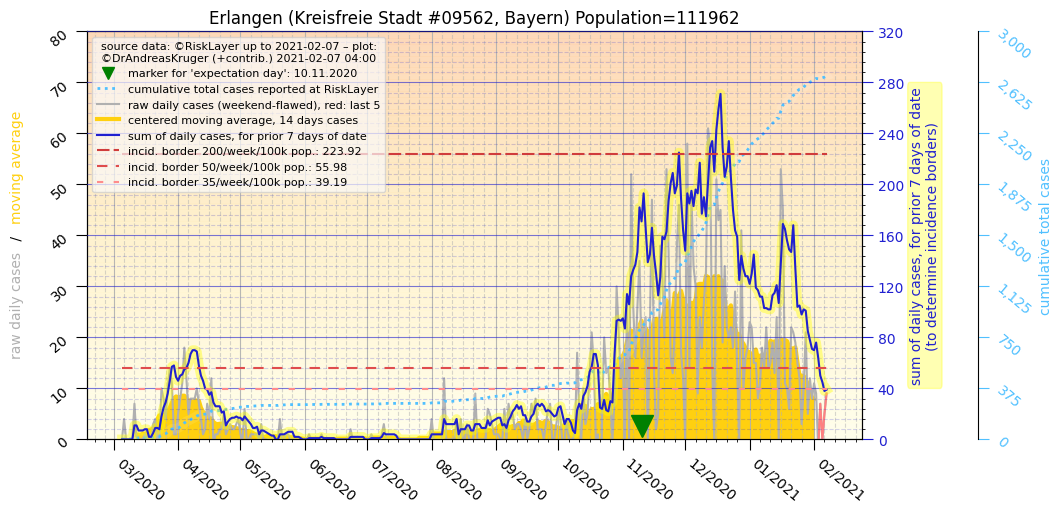 Erlangen (Kreisfreie Stadt #09562, Bayern) Population=111962
source data: ©RiskLayer up to 2021-02-07 – plot:
©DrAndreasKruger (+contrib.) 2021-02-07 04:00
marker for 'expectation day': 10.11.2020
cumulative total cases reported at RiskLayer
raw daily cases (weekend-flawed), red: last 5
centered moving average, 14 days cases
sum of daily cases, for prior 7 days of date
incid. border 200/week/100k pop.: 223.92
incid. border 50/week/100k pop.: 55.98
incid. border 35/week/100k pop.: 39.19
raw daily cases / moving average
80
70
60
50
40
30
20
10
0
320
280
240
200
160
120
80
40
0
sum of daily cases, for prior 7 days of date
(to determine incidence borders)
3,000
2,625
2,250
1,875
1,500
1,125
750
375
0
cumulative total cases
03/2020
04/2020
05/2020
06/2020
07/2020
08/2020
09/2020
10/2020
11/2020
12/2020
01/2021
02/2021